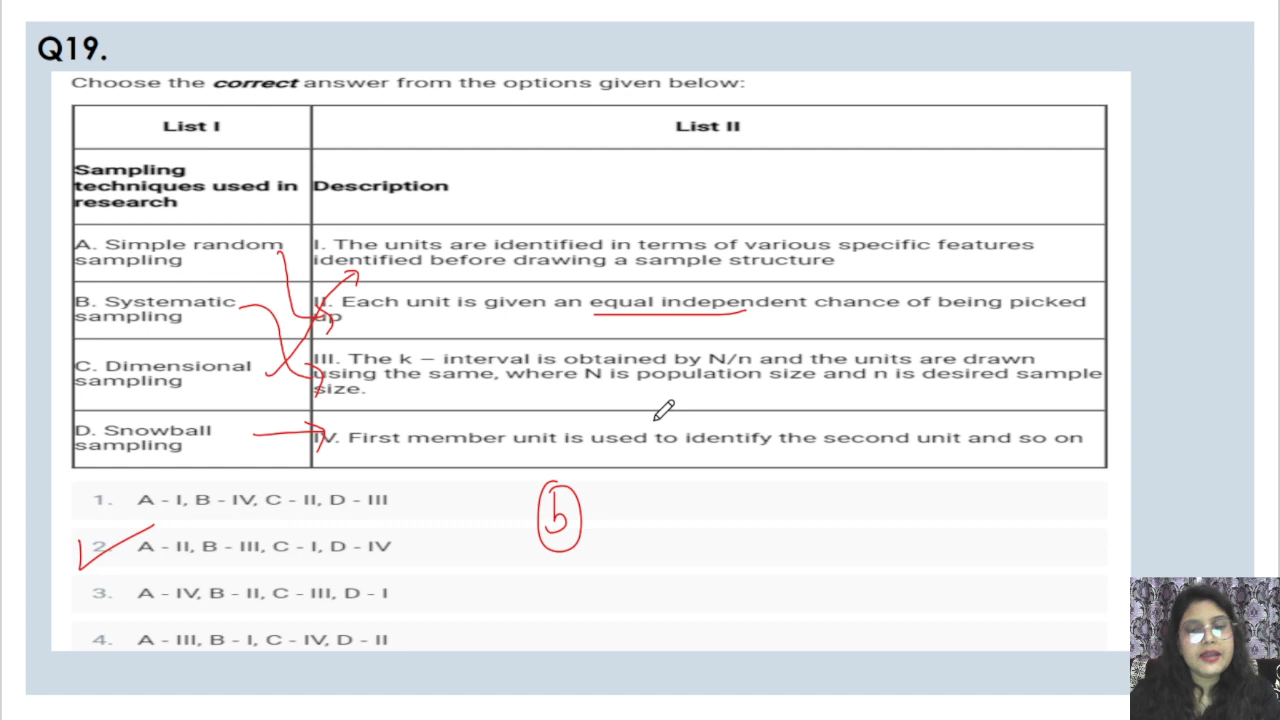 Q19.
Choose the correct answer from the options given below:
List I
List II
Sampling
techniques used in
research
Description
A. Simple random
sampling
I. The units are identified in terms of various specific features
identified before drawing a sample structure
B. Systematic
sampling
II. Each unit is given an equal independent chance of being picked
up
C. Dimensional
sampling
III. The k – interval is obtained by N/n and the units are drawn
using the same, where N is population size and n is desired sample
size.
D. Snowball
sampling
IV. First member unit is used to identify the second unit and so on
1. A - I, B - IV, C - II, D - III
b
2. A - II, B - III, C - I, D - IV
3. A - IV, B - II, C - III, D - I
4. A - III, B - I, C - IV, D - II